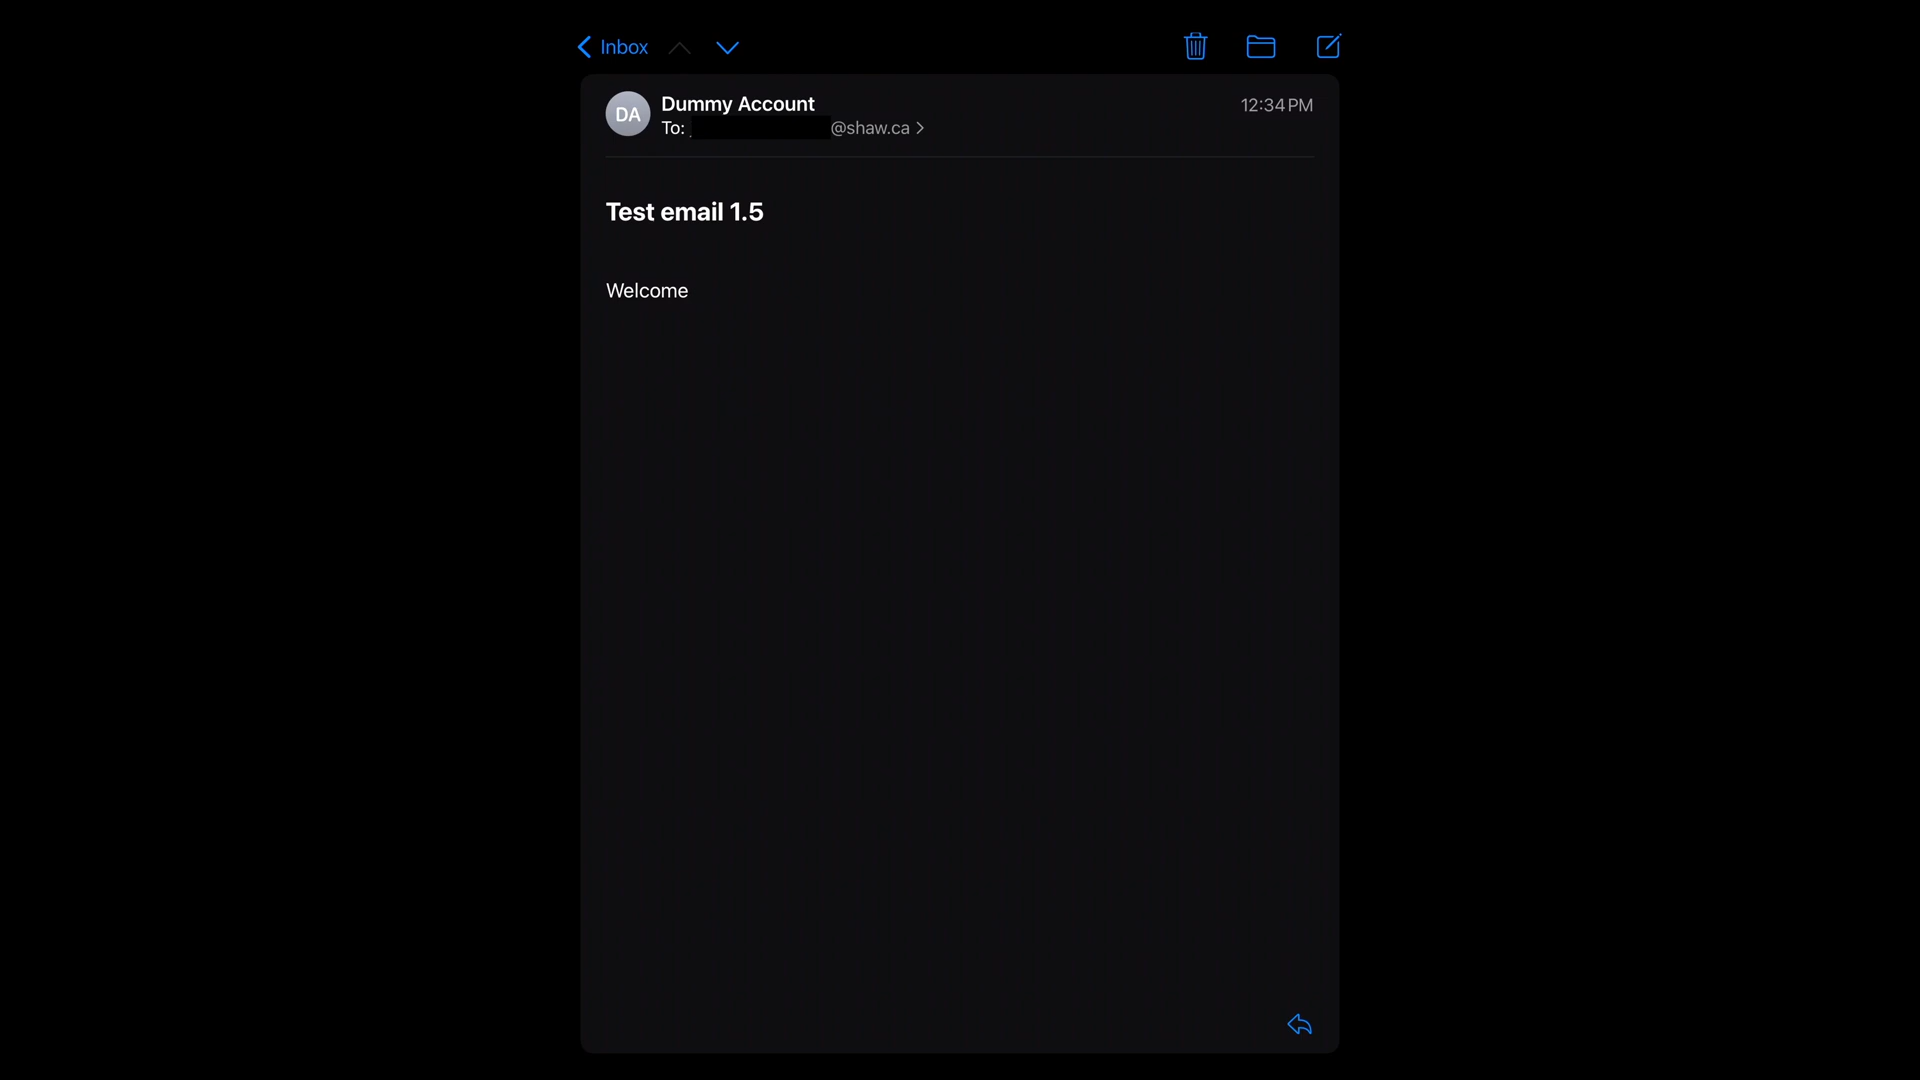 Inbox
DA
Dummy Account
12:34 PM
To: @shaw.ca
Test email 1.5
Welcome